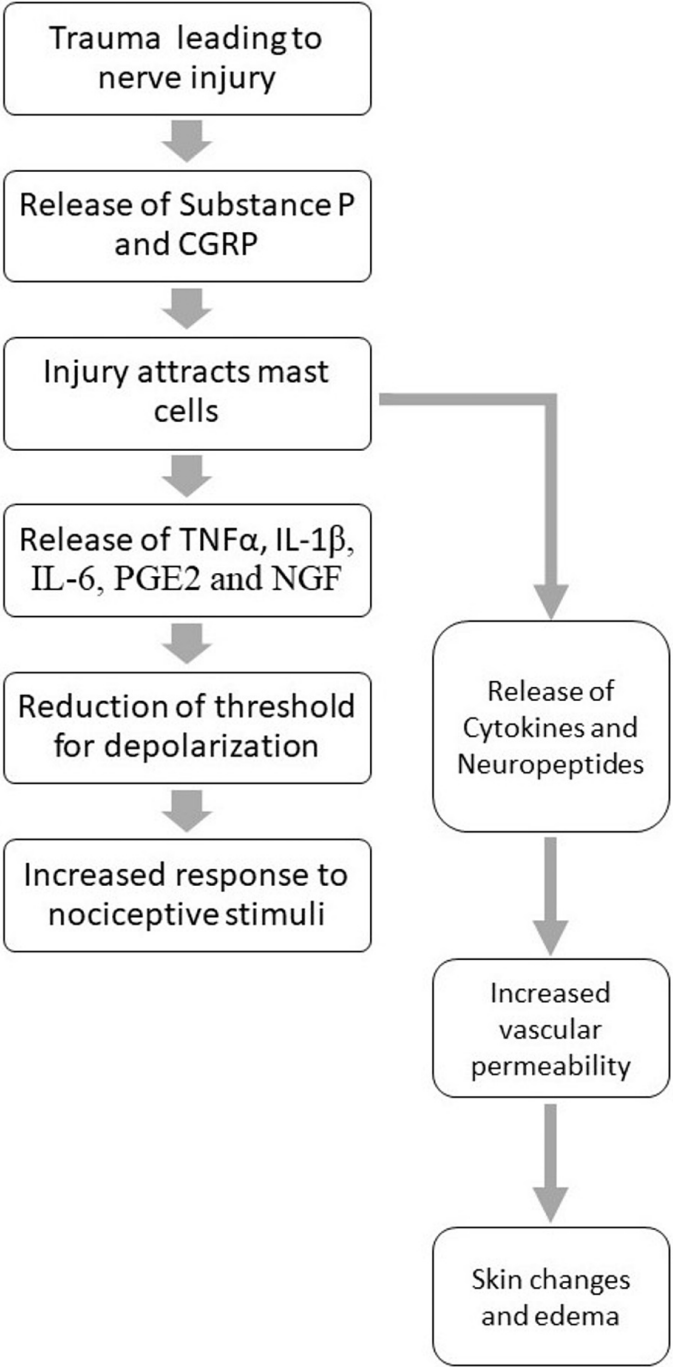 Trauma leading to
nerve injury
Release of Substance P
and CGRP
Injury attracts mast
cells
Release of TNFα, IL-1β,
IL-6, PGE2 and NGF
Reduction of threshold
for depolarization
Increased response to
nociceptive stimuli
Release of
Cytokines and
Neuropeptides
Increased
vascular
permeability
Skin changes
and edema